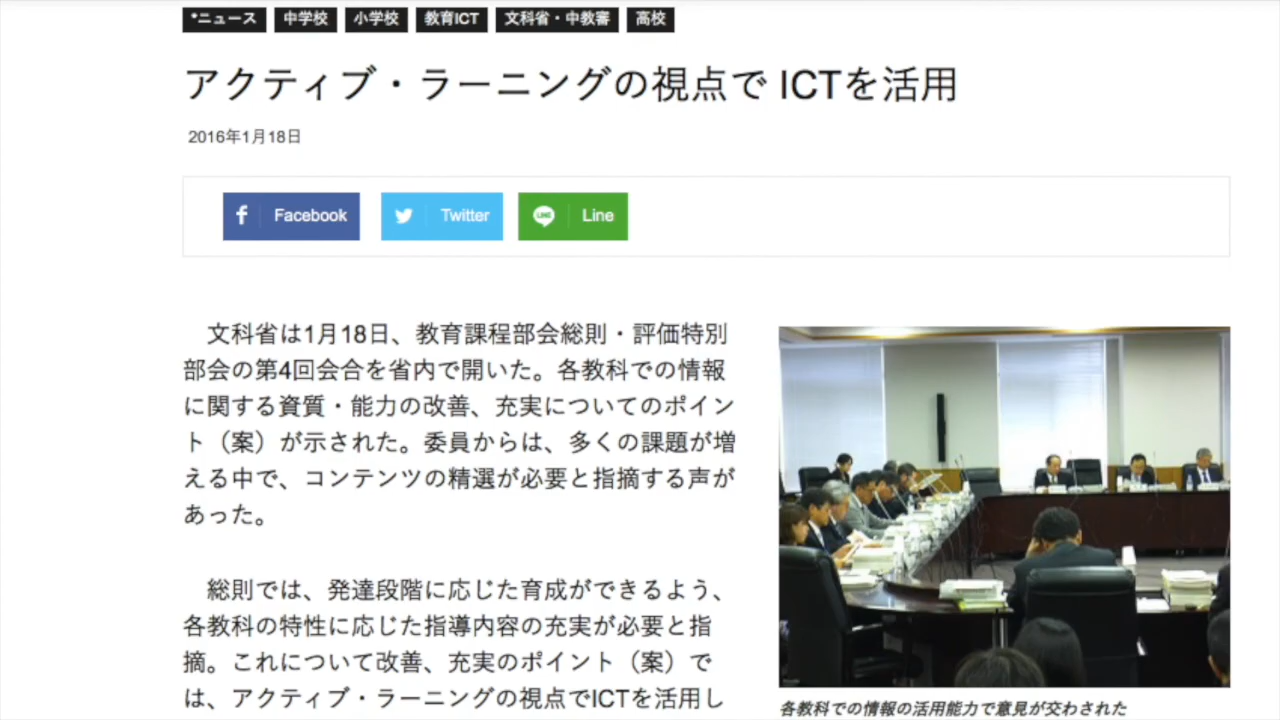 *ニュース 中学校 小学校 教育ICT 文科省・中教審 高校
アクティブ・ラーニングの視点で ICTを活用
2016年1月18日
Facebook Twitter Line
文科省は1月18日、教育課程部会総則・評価特別
部会の第4回会合を省内で開いた。各教科での情報
に関する資質・能力の改善、充実についてのポイン
ト（案）が示された。委員からは、多くの課題が増
える中で、コンテンツの精選が必要と指摘する声が
あった。
総則では、発達段階に応じた育成ができるよう、
各教科の特性に応じた指導内容の充実が必要と指
摘。これについて改善、充実のポイント（案）で
は、アクティブ・ラーニングの視点でICTを活用し
各教科での情報の活用能力で意見が交わされた